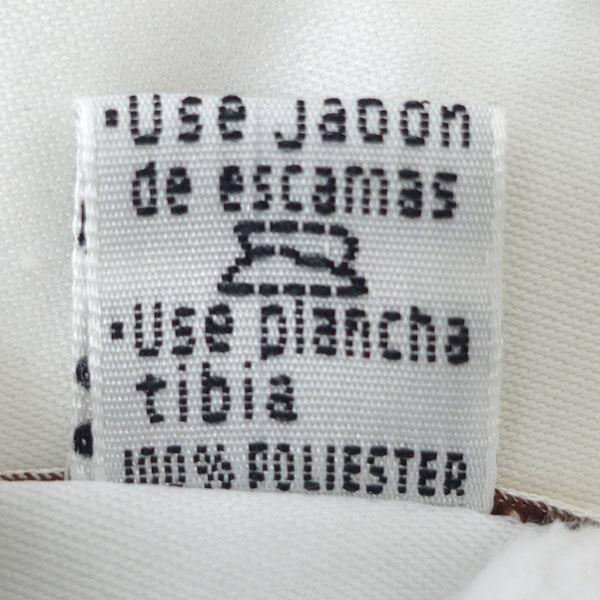 ·Use jabon
de escamas
·Use plancha
tibia
100% POLIESTER